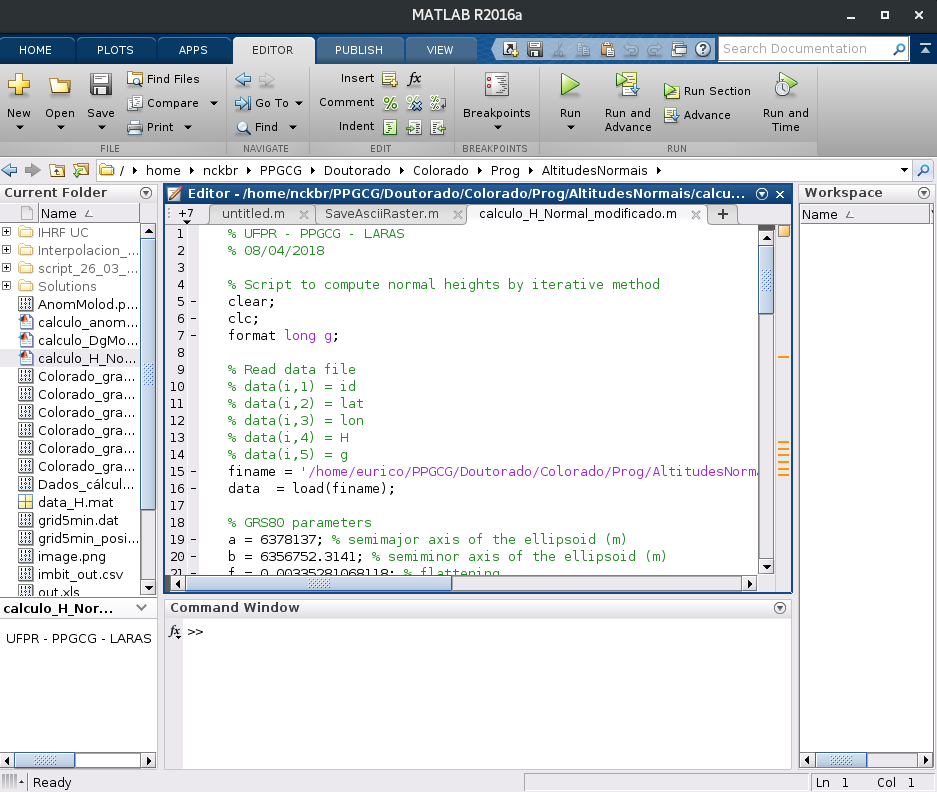 MATLAB R2016a
HOME PLOTS APPS EDITOR PUBLISH VIEW Search Documentation
Find Files Insert fx Run Section
New Open Save Compare Go To Comment Breakpoints Run Run and Advance Advance Run and Time
Print Find Indent
FILE NAVIGATE EDIT BREAKPOINTS RUN
/ home nckbr PPGCG Doutorado Colorado Prog AltitudesNormais
Current Folder
Name
IHRF UC
Interpolacion_...
script_26_03_...
Solutions
AnomMolod.p...
calculo_anom...
calculo_DgMo...
calculo_H_No...
Colorado_gra...
Colorado_gra...
Colorado_gra...
Colorado_gra...
Colorado_gra...
Colorado_gra...
Dados_cálcul...
data_H.mat
grid5min.dat
grid5min_posi...
image.png
imbit_out.csv
out.xls
calculo_H_Nor...
UFPR - PPGCG - LARAS
Editor - /home/nckbr/PPGCG/Doutorado/Colorado/Prog/AltitudesNormais/calcu...
+7 untitled.m SaveAsciiRaster.m calculo_H_Normal_modificado.m +
1 % UFPR - PPGCG - LARAS
2 % 08/04/2018
3
4 % Script to compute normal heights by iterative method
5 - clear;
6 - clc;
7 - format long g;
8
9 % Read data file
10 % data(i,1) = id
11 % data(i,2) = lat
12 % data(i,3) = lon
13 % data(i,4) = H
14 % data(i,5) = g
15 - finame = '/home/eurico/PPGCG/Doutorado/Colorado/Prog/AltitudesNorma
16 - data  = load(finame);
17
18 % GRS80 parameters
19 - a = 6378137; % semimajor axis of the ellipsoid (m)
20 - b = 6356752.3141; % semiminor axis of the ellipsoid (m)
21 - f = 0.00335281068118; % flattening
Command Window
fx >>
Workspace
Name
Ready Ln 1 Col 1